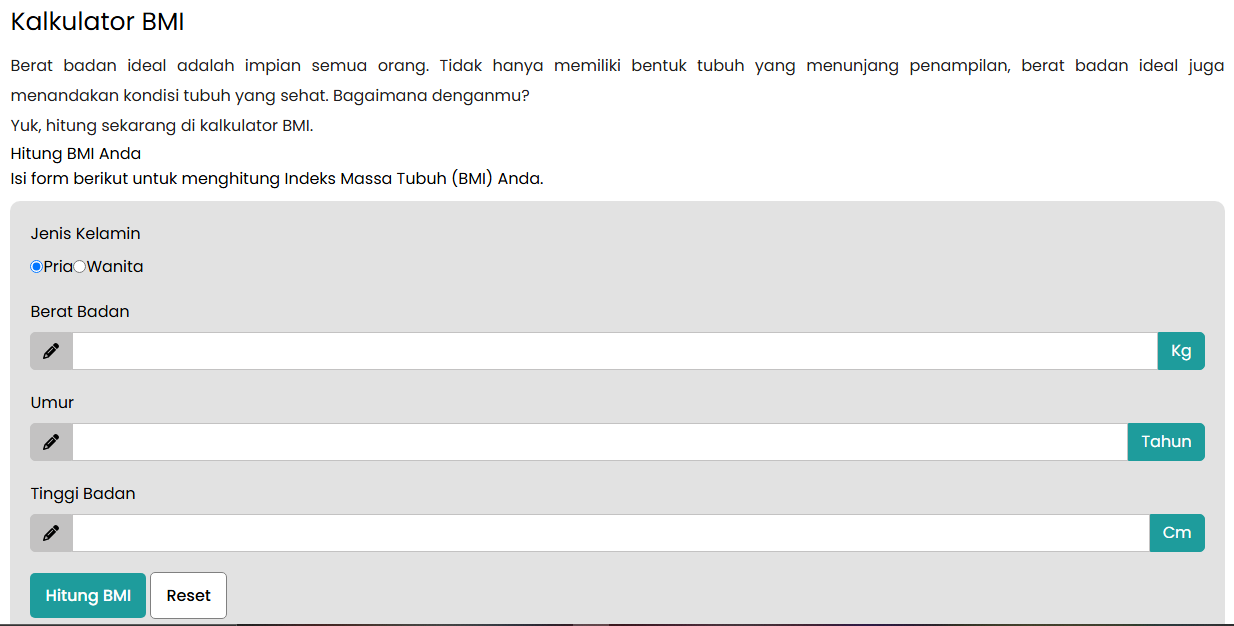 Kalkulator BMI
Berat badan ideal adalah impian semua orang. Tidak hanya memiliki bentuk tubuh yang menunjang penampilan, berat badan ideal juga
menandakan kondisi tubuh yang sehat. Bagaimana denganmu?
Yuk, hitung sekarang di kalkulator BMI.
Hitung BMI Anda
Isi form berikut untuk menghitung Indeks Massa Tubuh (BMI) Anda.
Jenis Kelamin
Pria Wanita
Berat Badan
Kg
Umur
Tahun
Tinggi Badan
Cm
Hitung BMI Reset